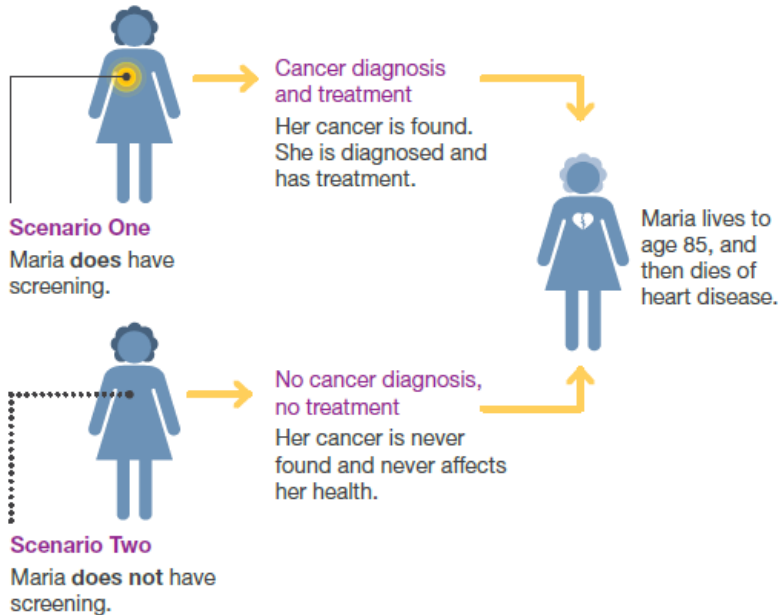 Cancer diagnosis
and treatment
Her cancer is found.
She is diagnosed and
has treatment.
Scenario One
Maria does have
screening.
Maria lives to
age 85, and
then dies of
heart disease.
No cancer diagnosis,
no treatment
Her cancer is never
found and never affects
her health.
Scenario Two
Maria does not have
screening.